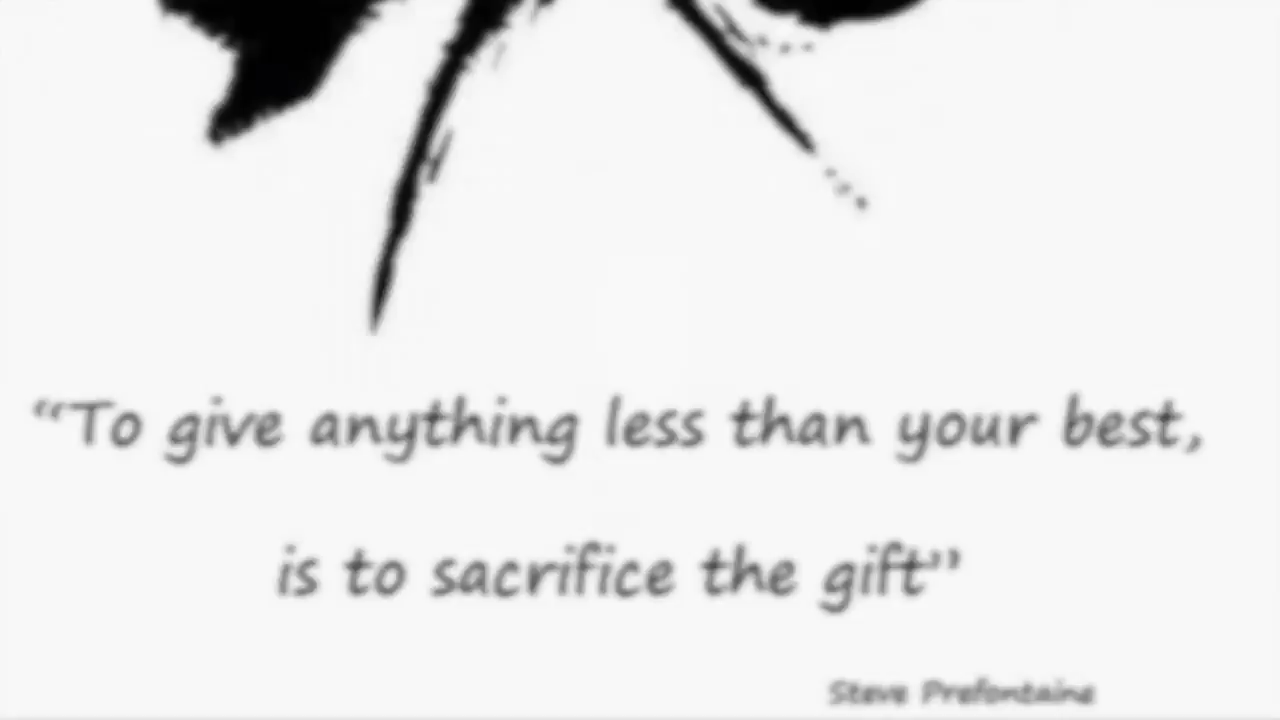 “To give anything less than your best,
is to sacrifice the gift”
Steve Prefontaine